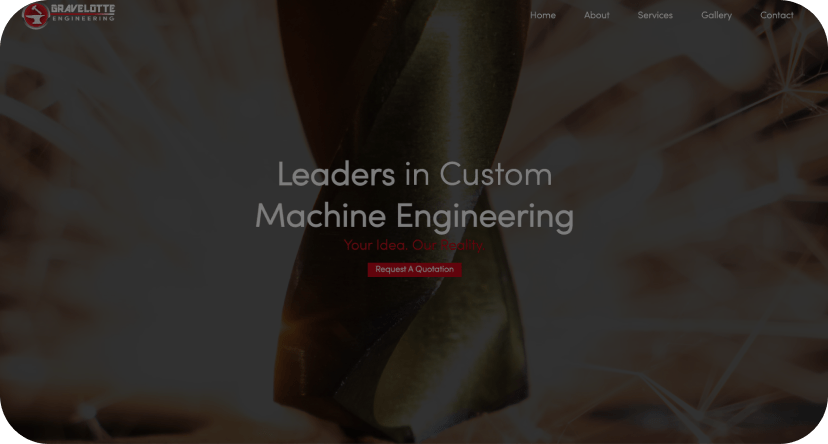 GRAVELOTTE
ENGINEERING
Home About Services Gallery Contact
Leaders in Custom
Machine Engineering
Your Idea. Our Reality.
Request A Quotation